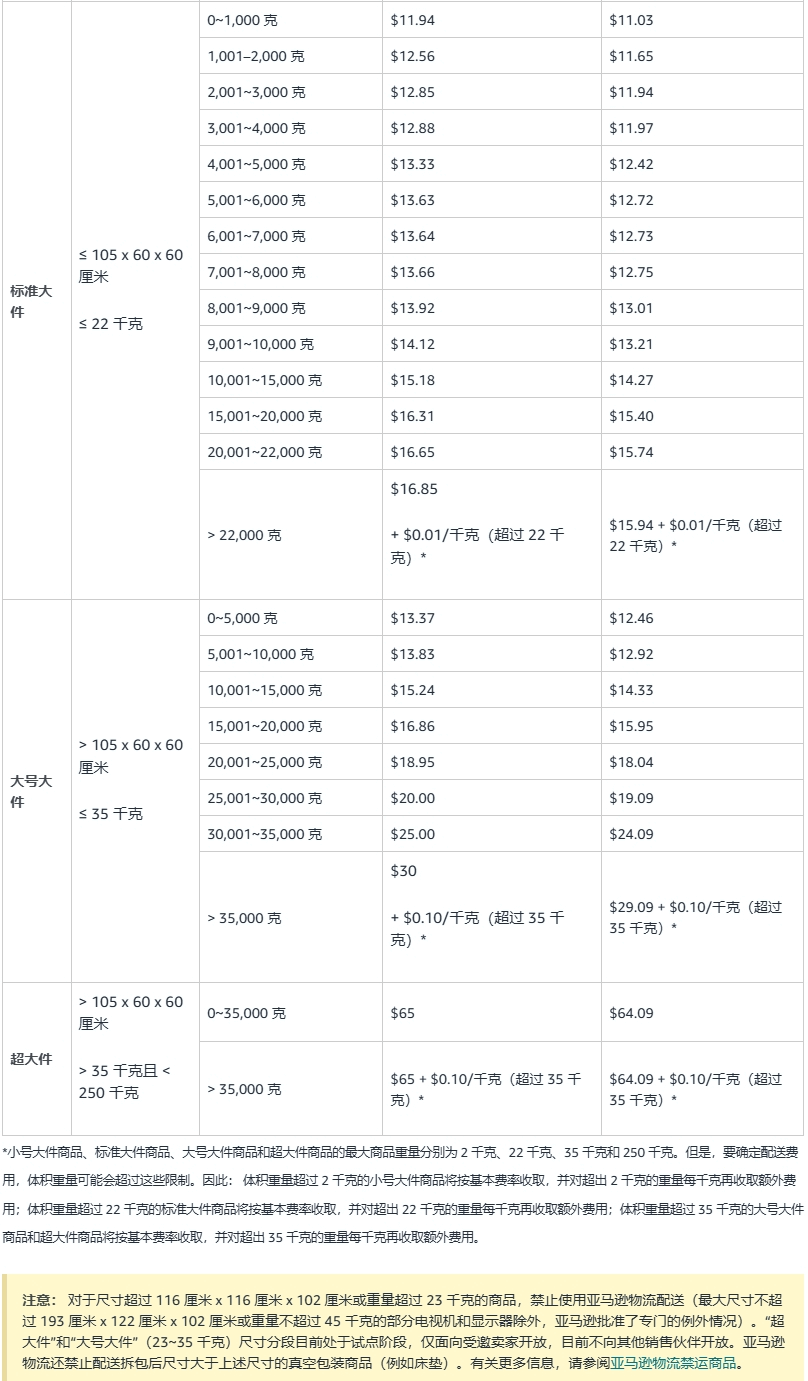 0~1,000 克 $11.94 $11.03
1,001–2,000 克 $12.56 $11.65
2,001~3,000 克 $12.85 $11.94
3,001~4,000 克 $12.88 $11.97
4,001~5,000 克 $13.33 $12.42
5,001~6,000 克 $13.63 $12.72
6,001~7,000 克 $13.64 $12.73
7,001~8,000 克 $13.66 $12.75
标准大
件
≤ 105 x 60 x 60
厘米
≤ 22 千克
8,001~9,000 克 $13.92 $13.01
9,001~10,000 克 $14.12 $13.21
10,001~15,000 克 $15.18 $14.27
15,001~20,000 克 $16.31 $15.40
20,001~22,000 克 $16.65 $15.74
> 22,000 克
$16.85
+ $0.01/千克（超过 22 千
克）*
$15.94 + $0.01/千克（超过
22 千克）*
0~5,000 克 $13.37 $12.46
5,001~10,000 克 $13.83 $12.92
10,001~15,000 克 $15.24 $14.33
15,001~20,000 克 $16.86 $15.95
大号大
件
> 105 x 60 x 60
厘米
≤ 35 千克
20,001~25,000 克 $18.95 $18.04
25,001~30,000 克 $20.00 $19.09
30,001~35,000 克 $25.00 $24.09
> 35,000 克
$30
+ $0.10/千克（超过 35 千
克）*
$29.09 + $0.10/千克（超过
35 千克）*
超大件
> 105 x 60 x 60
厘米
> 35 千克且 <
250 千克
0~35,000 克 $65 $64.09
> 35,000 克
$65 + $0.10/千克（超过 35 千
克）*
$64.09 + $0.10/千克（超过
35 千克）*
*小号大件商品、标准大件商品、大号大件商品和超大件商品的最大商品重量分别为 2 千克、22 千克、35 千克和 250 千克。但是，要确定配送费
用，体积重量可能会超过这些限制。因此： 体积重量超过 2 千克的小号大件商品将按基本费率收取，并对超出 2 千克的重量每千克再收取额外费
用；体积重量超过 22 千克的标准大件商品将按基本费率收取，并对超出 22 千克的重量每千克再收取额外费用；体积重量超过 35 千克的大号大件
商品和超大件商品将按基本费率收取，并对超出 35 千克的重量每千克再收取额外费用。
注意： 对于尺寸超过 116 厘米 x 116 厘米 x 102 厘米或重量超过 23 千克的商品，禁止使用亚马逊物流配送（最大尺寸不超
过 193 厘米 x 122 厘米 x 102 厘米或重量不超过 45 千克的部分电视机和显示器除外，亚马逊批准了专门的例外情况）。“超
大件”和“大号大件”（23~35 千克）尺寸分段目前处于试点阶段，仅面向受邀卖家开放，目前不向其他销售伙伴开放。亚马逊
物流还禁止配送拆包后尺寸大于上述尺寸的真空包装商品（例如床垫）。有关更多信息，请参阅亚马逊物流禁运商品。